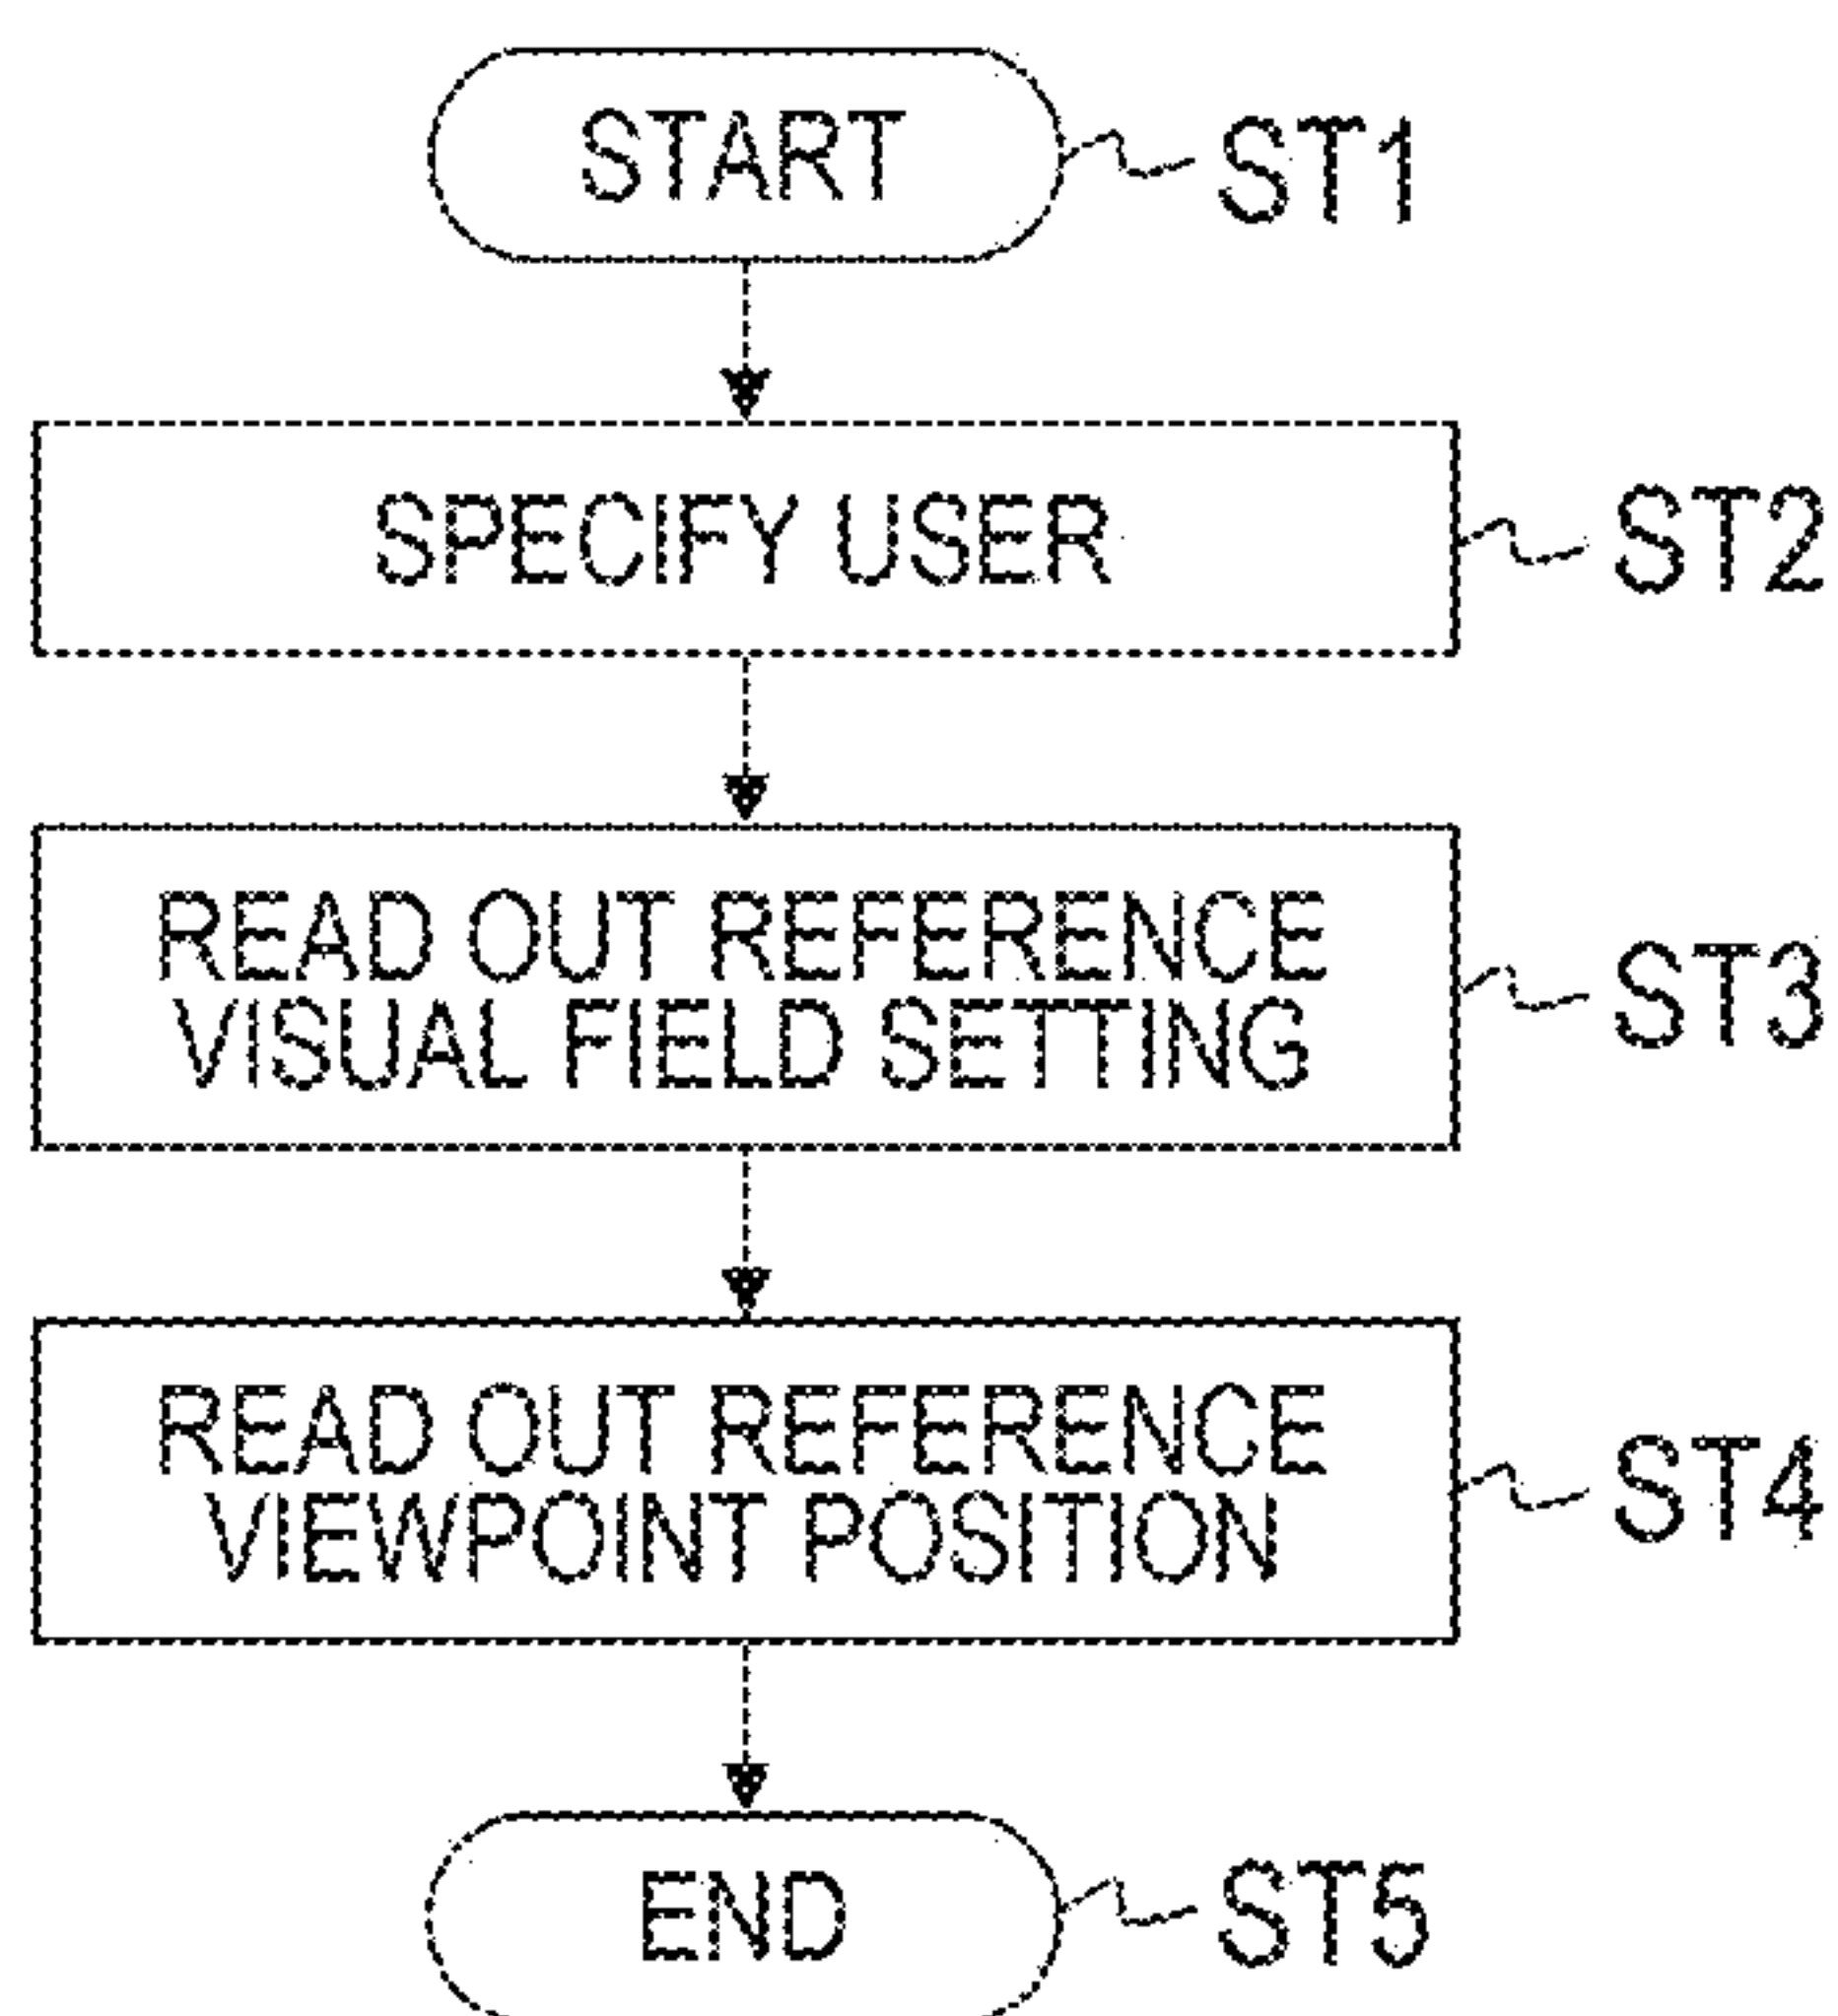 START
ST1
SPECIFY USER
ST2
READ OUT REFERENCE
VISUAL FIELD SETTING
ST3
READ OUT REFERENCE
VIEWPOINT POSITION
ST4
END
ST5